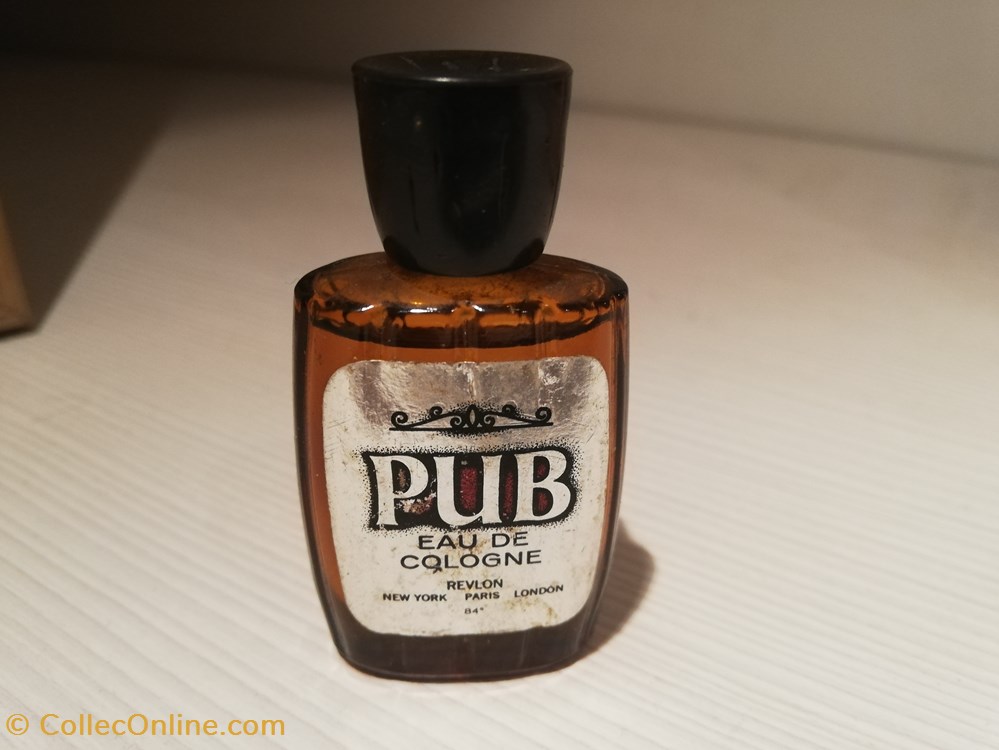 PUB
EAU DE
COLOGNE
REVLON
NEW YORK PARIS LONDON
84°
© CollecOnline.com